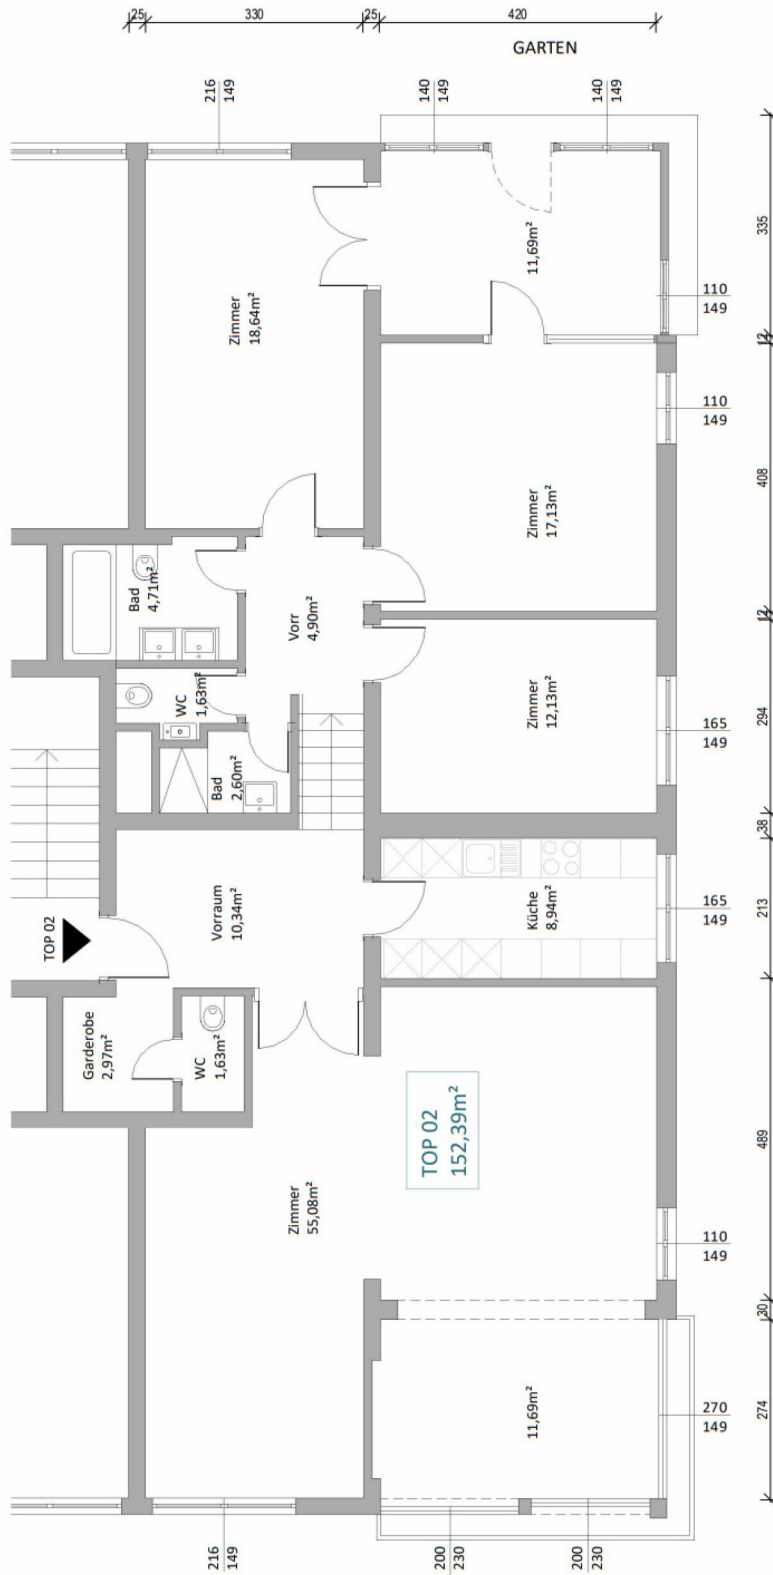 25
330
25
420
GARTEN
216
149
140
149
140
149
335
11,69m²
Zimmer
18,64m²
110
149
12
110
149
408
Zimmer
17,13m²
Bad
4,71m²
Vorr
4,90m²
12
WC
1,63m²
Zimmer
12,13m²
165
149
294
Bad
2,60m²
38
TOP 02
Vorraum
10,34m²
Küche
8,94m²
165
149
213
Garderobe
2,97m²
WC
1,63m²
TOP 02
152,39m²
489
Zimmer
55,08m²
110
149
30
11,69m²
270
149
274
216
149
200
230
200
230